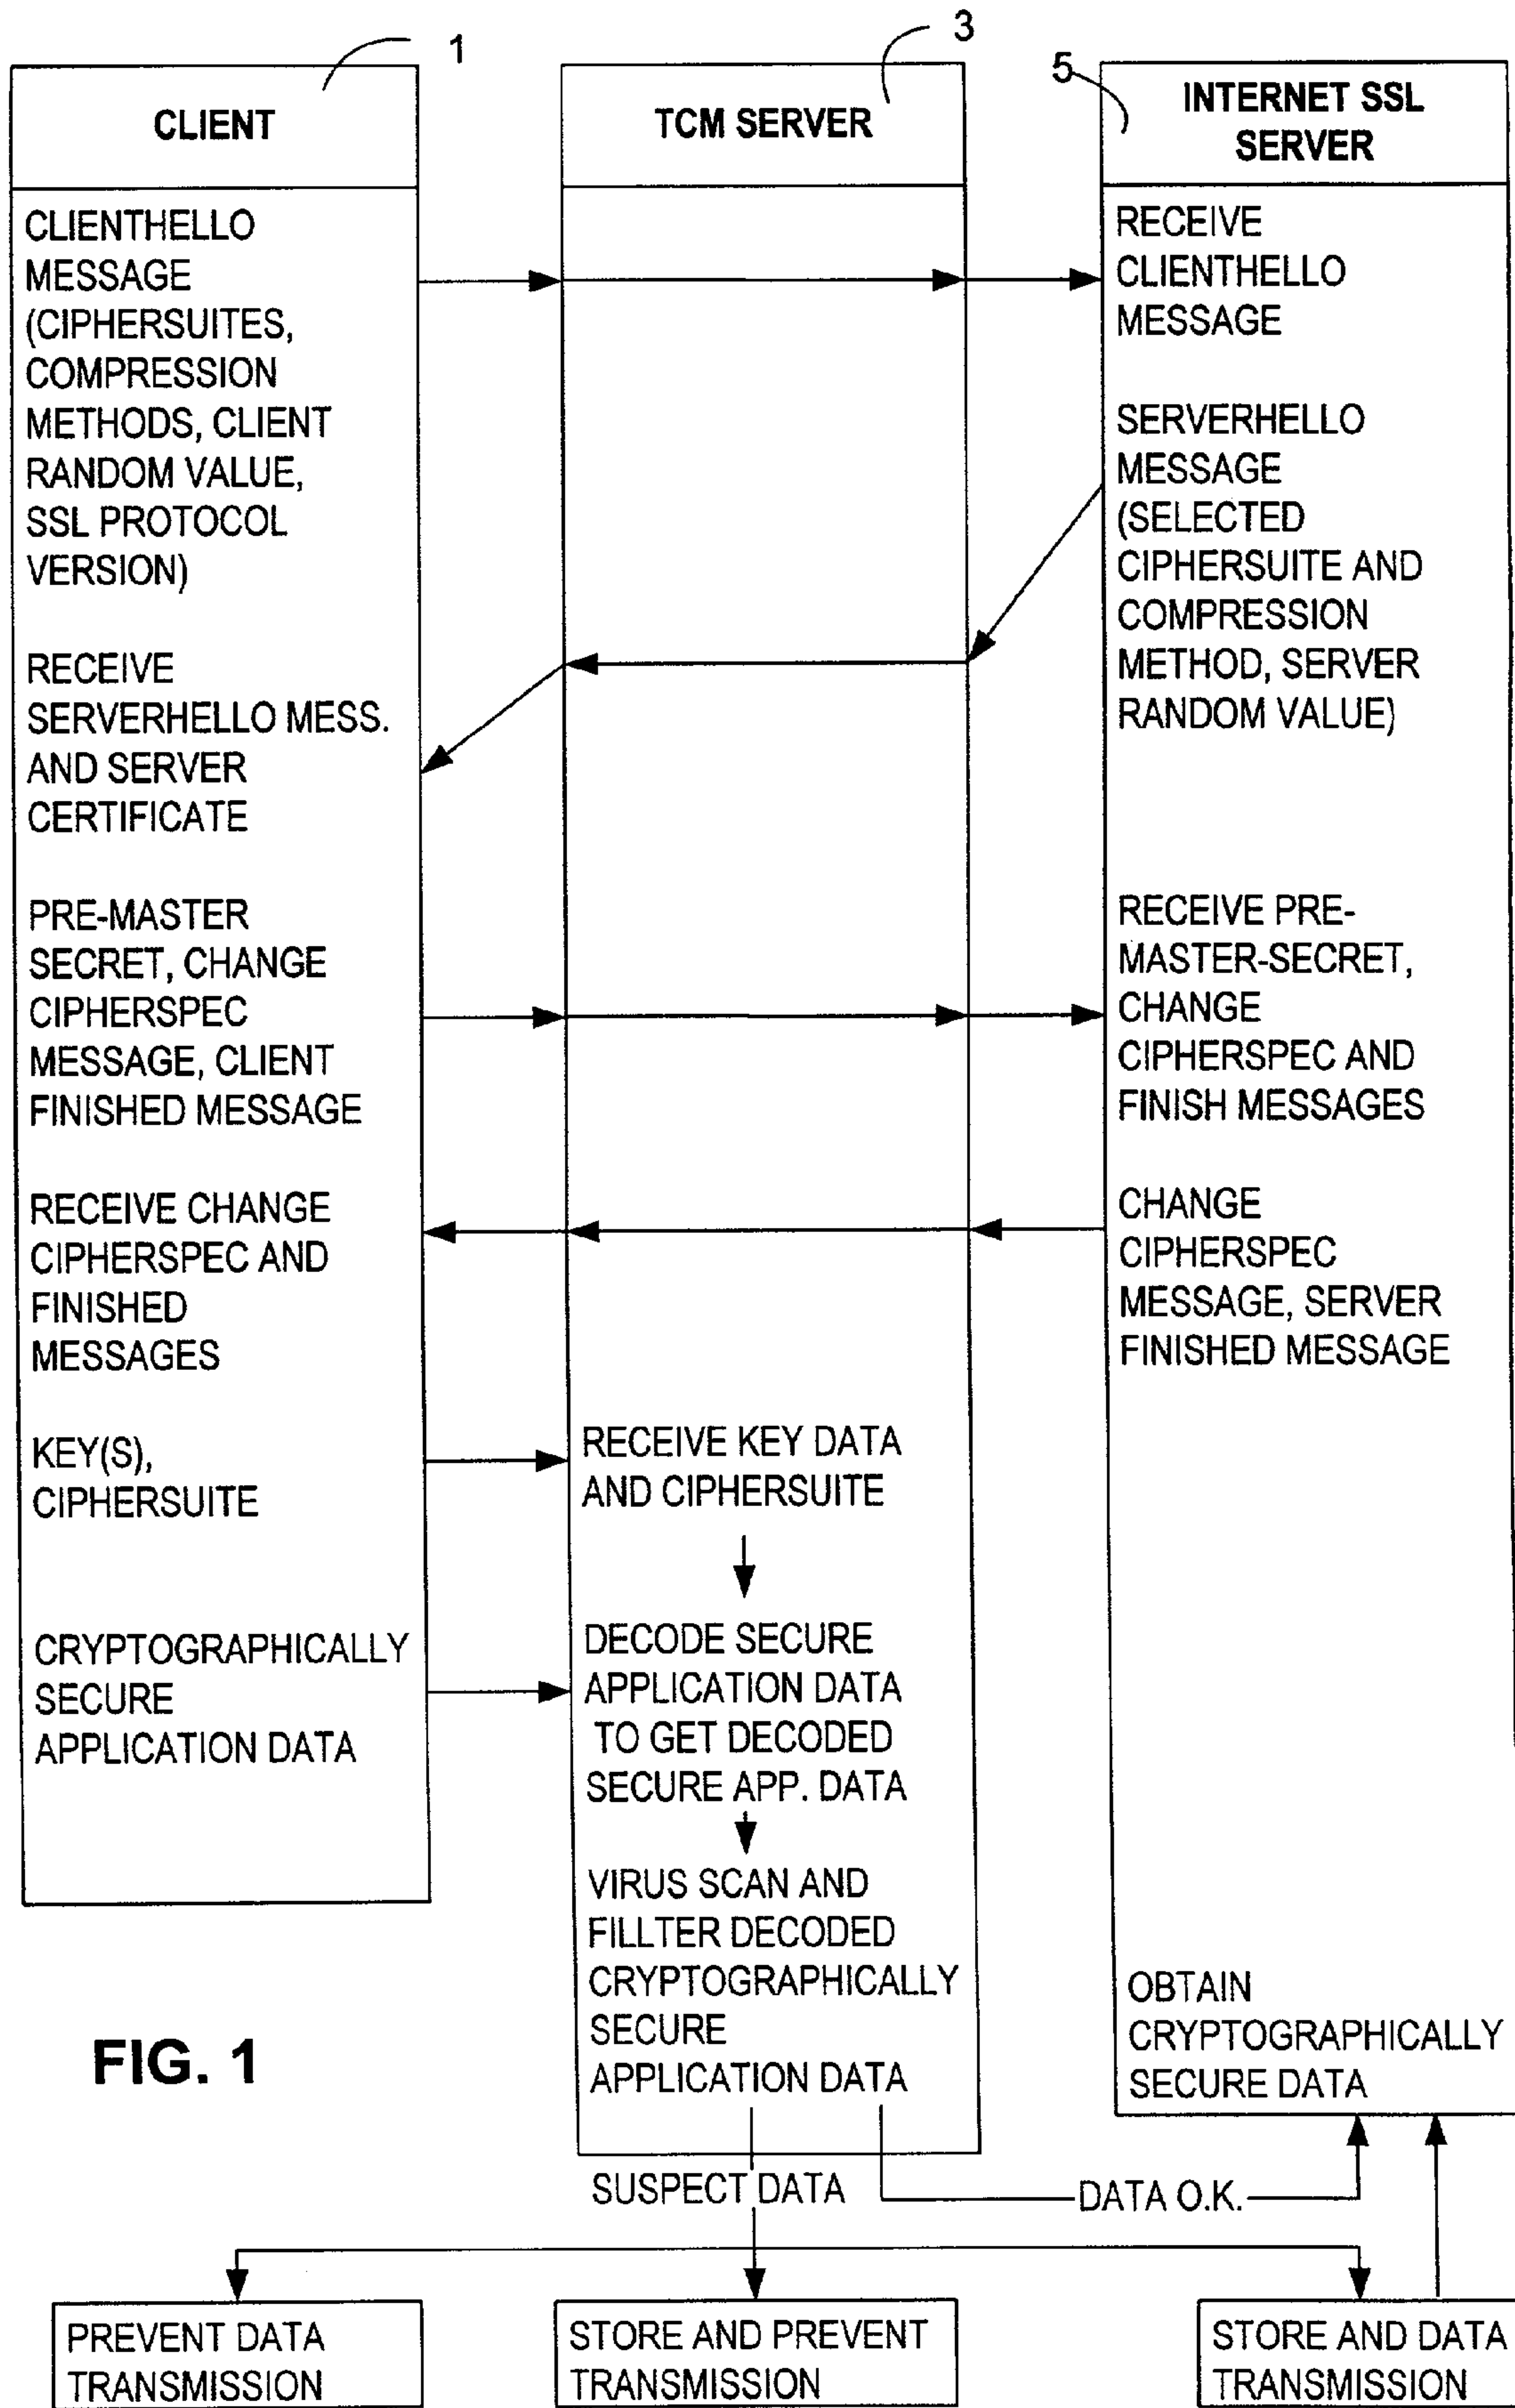 1
3
5
CLIENT
TCM SERVER
INTERNET SSL
SERVER
CLIENTHELLO
MESSAGE
(CIPHERSUITES,
COMPRESSION
METHODS, CLIENT
RANDOM VALUE,
SSL PROTOCOL
VERSION)
RECEIVE
SERVERHELLO MESS.
AND SERVER
CERTIFICATE
PRE-MASTER
SECRET, CHANGE
CIPHERSPEC
MESSAGE, CLIENT
FINISHED MESSAGE
RECEIVE CHANGE
CIPHERSPEC AND
FINISHED
MESSAGES
KEY(S),
CIPHERSUITE
CRYPTOGRAPHICALLY
SECURE
APPLICATION DATA
RECEIVE KEY DATA
AND CIPHERSUITE
DECODE SECURE
APPLICATION DATA
TO GET DECODED
SECURE APP. DATA
VIRUS SCAN AND
FILLTER DECODED
CRYPTOGRAPHICALLY
SECURE
APPLICATION DATA
RECEIVE
CLIENTHELLO
MESSAGE
SERVERHELLO
MESSAGE
(SELECTED
CIPHERSUITE AND
COMPRESSION
METHOD, SERVER
RANDOM VALUE)
RECEIVE PRE-
MASTER-SECRET,
CHANGE
CIPHERSPEC AND
FINISH MESSAGES
CHANGE
CIPHERSPEC
MESSAGE, SERVER
FINISHED MESSAGE
OBTAIN
CRYPTOGRAPHICALLY
SECURE DATA
FIG. 1
SUSPECT DATA
DATA O.K.
PREVENT DATA
TRANSMISSION
STORE AND PREVENT
TRANSMISSION
STORE AND DATA
TRANSMISSION